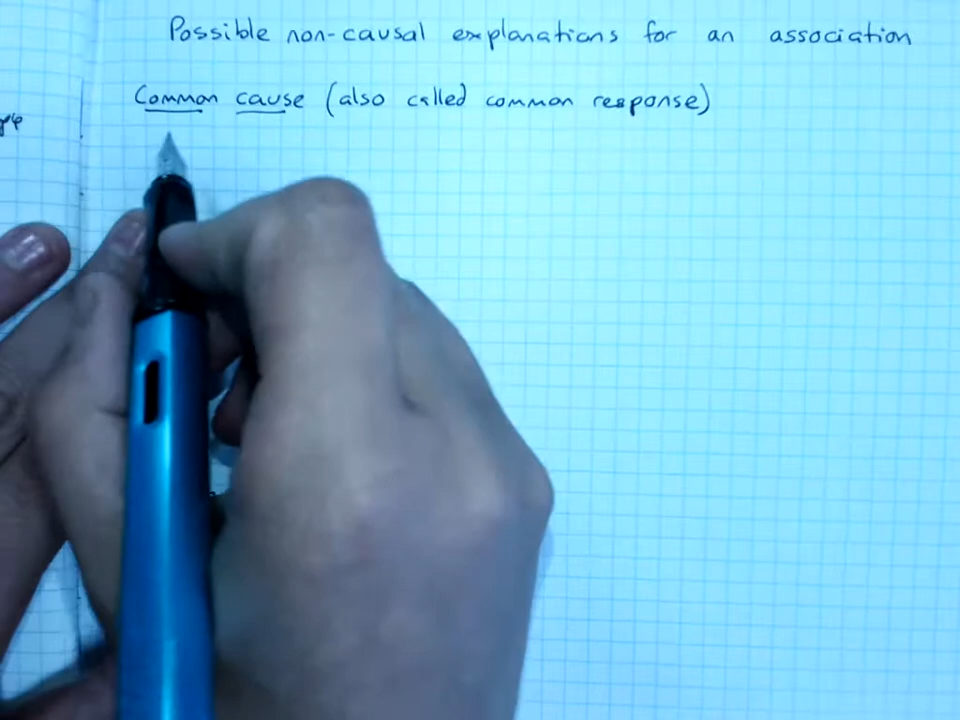 Possible non-causal explanations for an association
Common cause (also called common response)